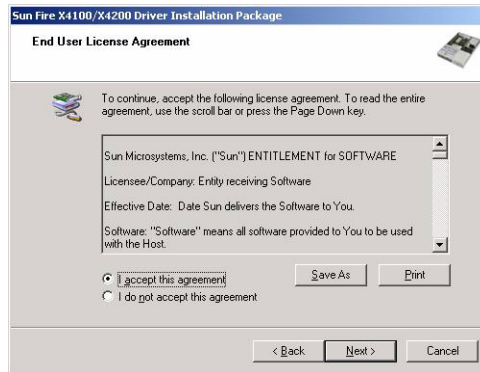 Sun Fire X4100/X4200 Driver Installation Package
End User License Agreement
To continue, accept the following license agreement. To read the entire
agreement, use the scroll bar or press the Page Down key.
Sun Microsystems, Inc. ("Sun") ENTITLEMENT for SOFTWARE
Licensee/Company: Entity receiving Software
Effective Date: Date Sun delivers the Software to You.
Software: "Software" means all software provided to You to be used
with the Host.
I accept this agreement
Save As
Print
I do not accept this agreement
< Back
Next >
Cancel